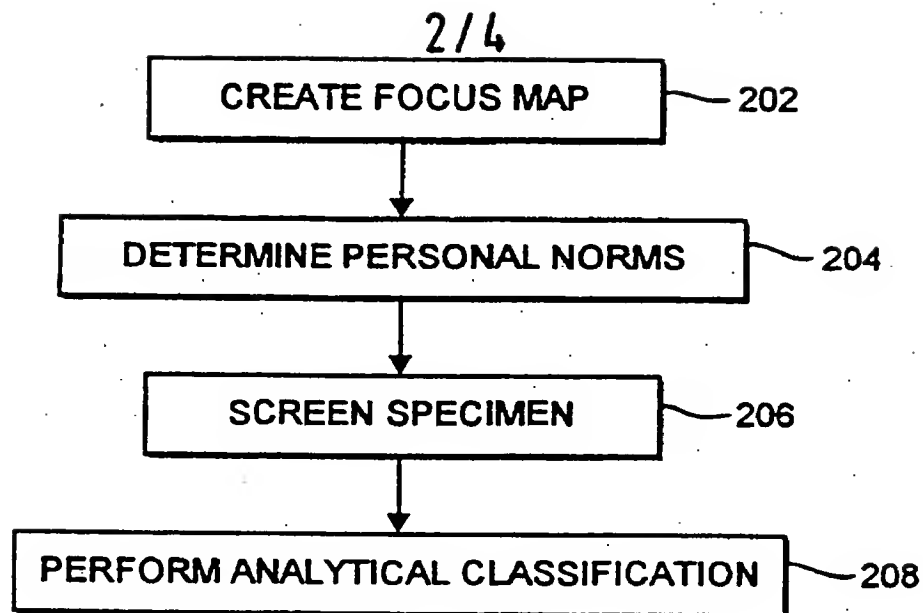 2/4
CREATE FOCUS MAP 202
DETERMINE PERSONAL NORMS 204
SCREEN SPECIMEN 206
PERFORM ANALYTICAL CLASSIFICATION 208